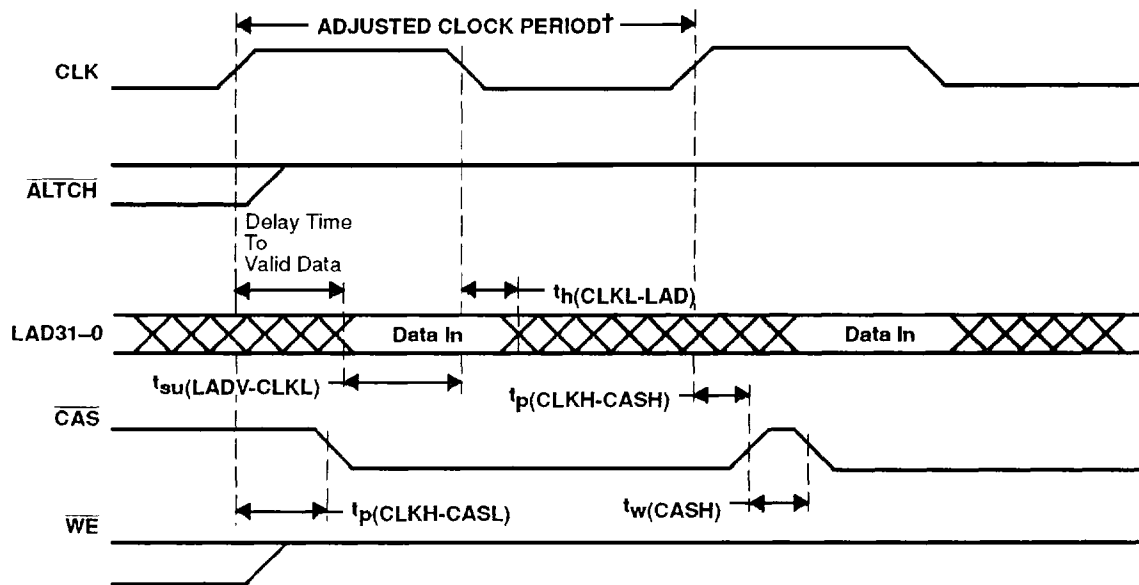 ADJUSTED CLOCK PERIOD†
CLK
ALTCH
Delay Time
To
Valid Data
th(CLKL-LAD)
LAD31–0
Data In
Data In
tsu(LADV-CLKL)
tp(CLKH-CASH)
CAS
tp(CLKH-CASL)
tw(CASH)
WE